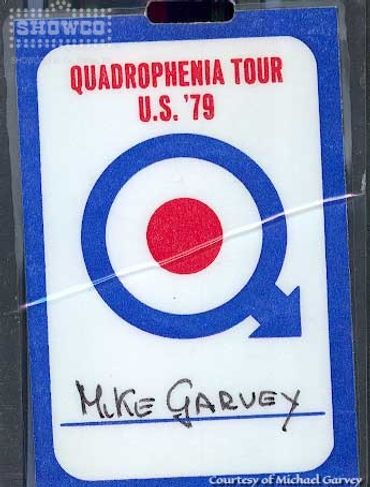 SHOWCO
QUADROPHENIA TOUR
U.S. '79
MIKE GARVEY
Courtesy of Michael Garvey